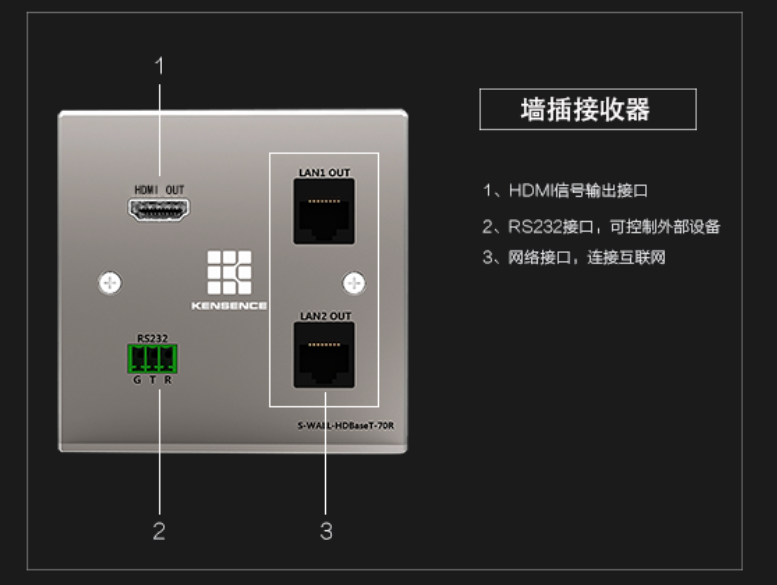 1
墙插接收器
HDMI OUT
LAN1 OUT
1、HDMI信号输出接口
2、RS232接口，可控制外部设备
3、网络接口，连接互联网
KENSENCE
LAN2 OUT
RS232
G T R
S-WALL-HDBaseT-70R
2
3